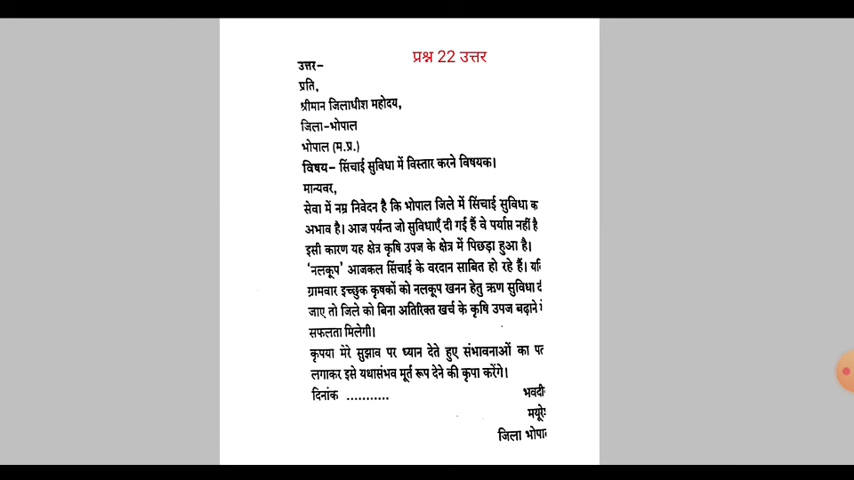 प्रश्न 22 उत्तर
उत्तर–
प्रति,
श्रीमान जिलाधीश महोदय,
जिला–भोपाल
भोपाल (म.प्र.)
विषय– सिंचाई सुविधा में विस्तार करने विषयक।
मान्यवर,
सेवा में नम्र निवेदन है कि भोपाल जिले में सिंचाई सुविधा
अभाव है। आज पर्यन्त जो सुविधाएँ दी गई हैं वे पर्याप्त नहीं है
इसी कारण यह क्षेत्र कृषि उपज के क्षेत्र में पिछड़ा हुआ है।
'नलकूप' आजकल सिंचाई के वरदान साबित हो रहे हैं।
ग्रामवार इच्छुक कृषकों को नलकूप खनन हेतु ऋण सुविधा
जाए तो जिले को बिना अतिरिक्त खर्च के कृषि उपज बढ़ाने
सफलता मिलेगी।
कृपया मेरे सुझाव पर ध्यान देते हुए संभावनाओं का
लगाकर इसे यथासंभव मूर्त रूप देने की कृपा करेंगे।
दिनांक ...........
जिला